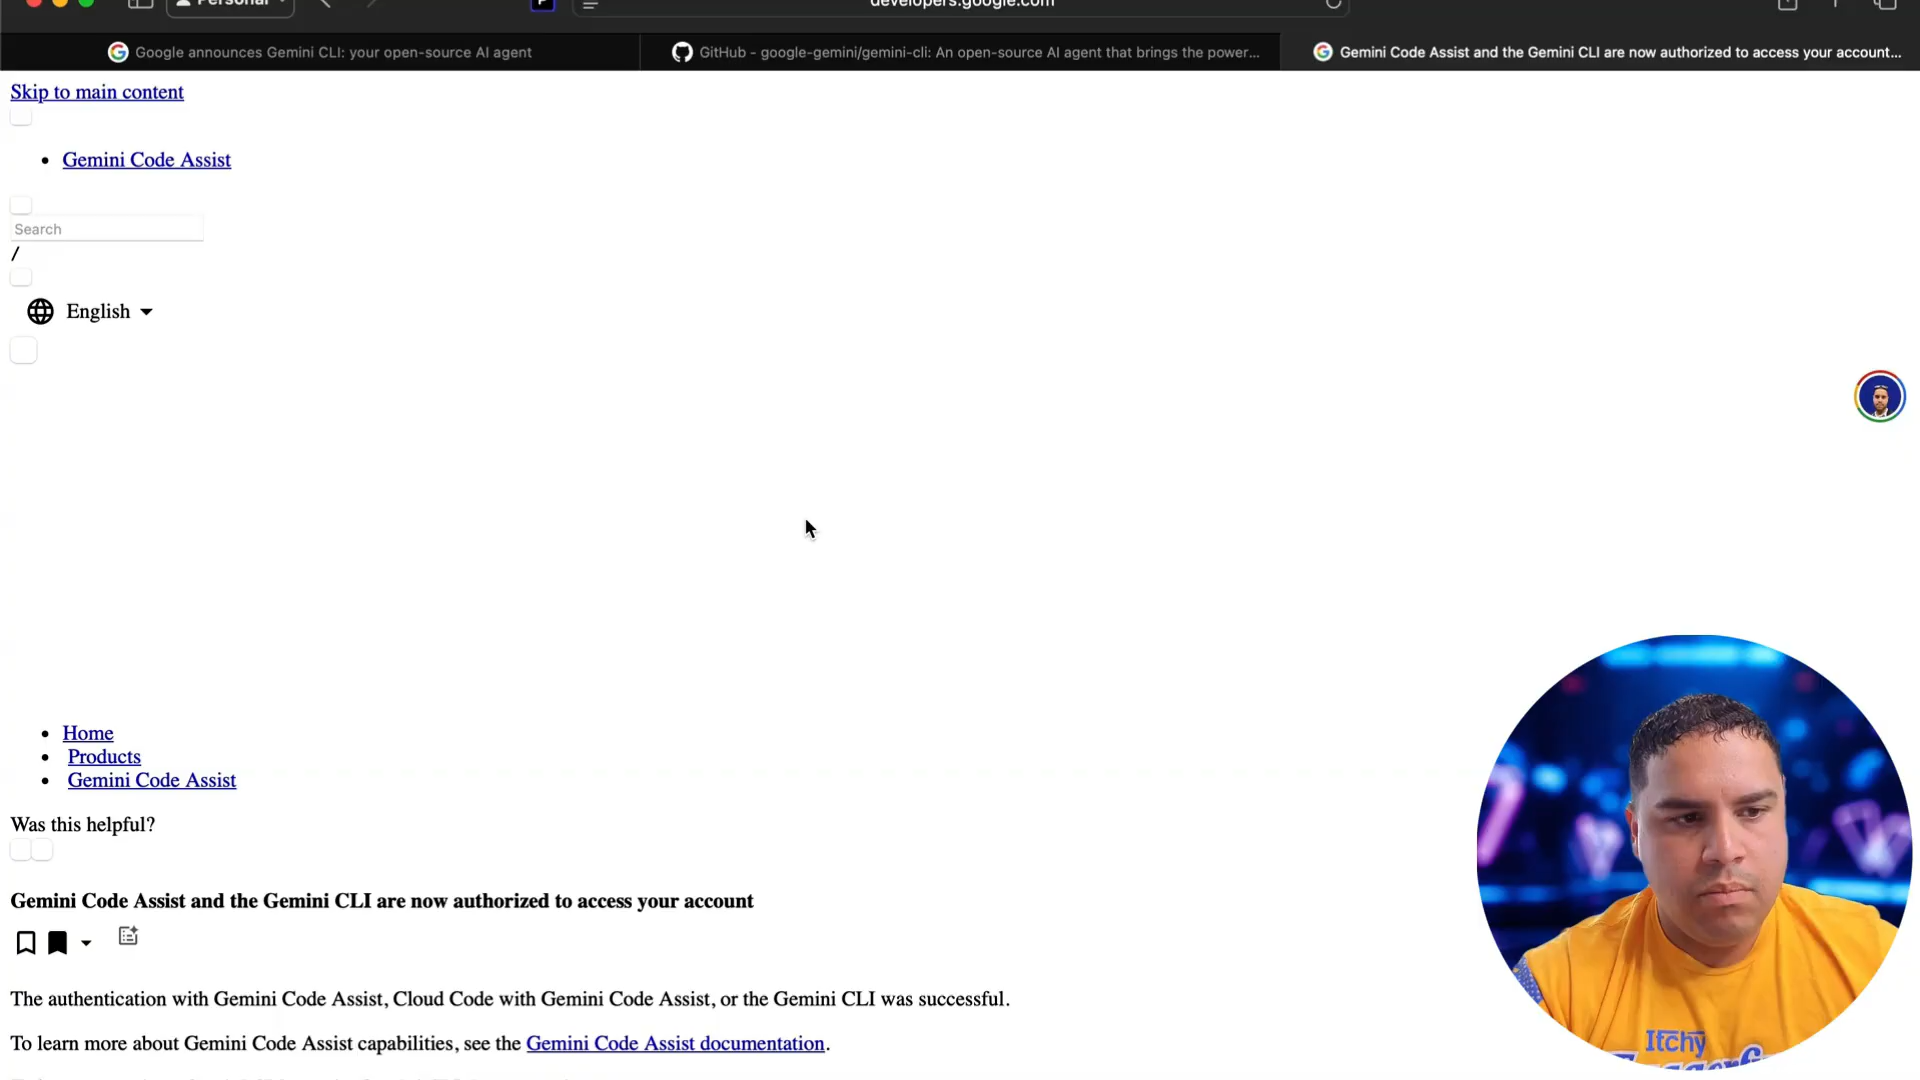 Personal
developers.google.com
Google announces Gemini CLI: your open-source AI agent
GitHub - google-gemini/gemini-cli: An open-source AI agent that brings the power...
Gemini Code Assist and the Gemini CLI are now authorized to access your account...
Skip to main content
Gemini Code Assist
Search
/
English
Home
Products
Gemini Code Assist
Was this helpful?
Gemini Code Assist and the Gemini CLI are now authorized to access your account
The authentication with Gemini Code Assist, Cloud Code with Gemini Code Assist, or the Gemini CLI was successful.
To learn more about Gemini Code Assist capabilities, see the Gemini Code Assist documentation.
Itchy